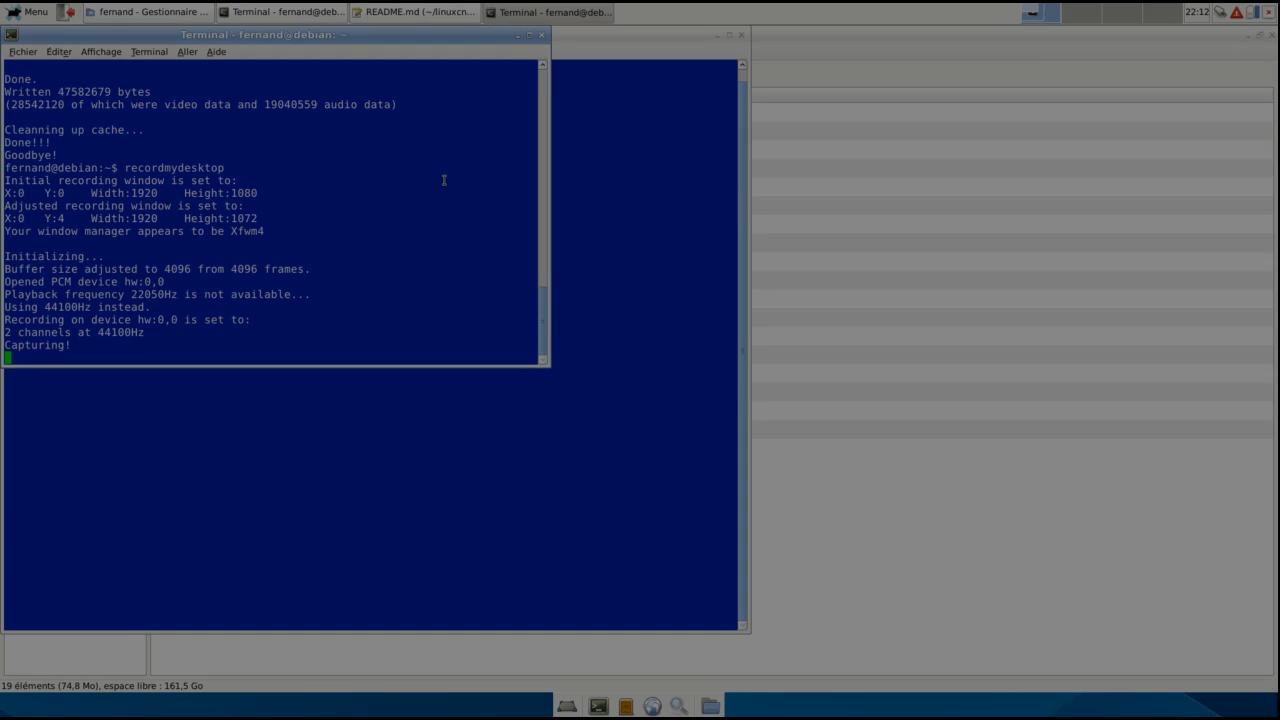 Menu
fernand - Gestionnaire ...
Terminal - fernand@deb...
README.md (~/linuxcn...
Terminal - fernand@deb...
22:12
Terminal - fernand@debian: ~
Fichier Éditer Affichage Terminal Aller Aide
Done.
Written 47582679 bytes
(28542120 of which were video data and 19040559 audio data)
Cleanning up cache...
Done!!!
Goodbye!
fernand@debian:~$ recordmydesktop
Initial recording window is set to:
X:0 Y:0 Width:1920 Height:1080
Adjusted recording window is set to:
X:0 Y:4 Width:1920 Height:1072
Your window manager appears to be Xfwm4
Initializing...
Buffer size adjusted to 4096 from 4096 frames.
Opened PCM device hw:0,0
Playback frequency 22050Hz is not available...
Using 44100Hz instead.
Recording on device hw:0,0 is set to:
2 channels at 44100Hz
Capturing!
19 éléments (74,8 Mo), espace libre : 161,5 Go